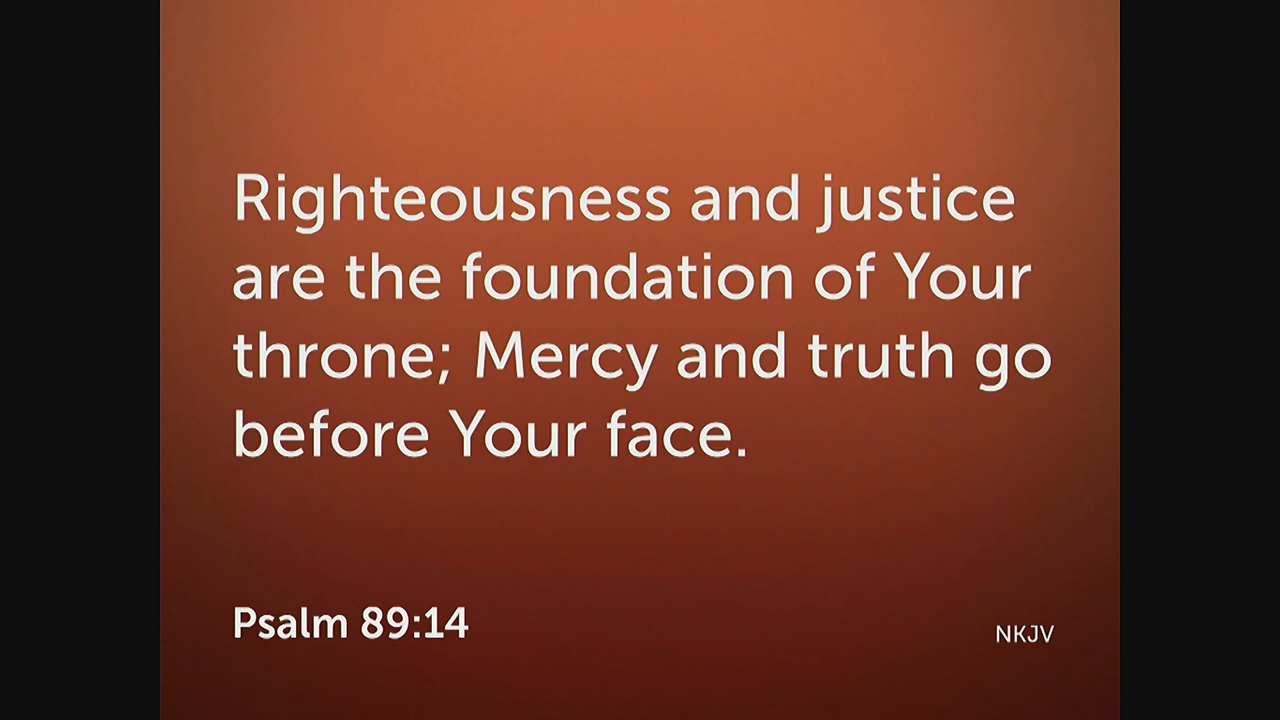 Righteousness and justice
are the foundation of Your
throne; Mercy and truth go
before Your face.
Psalm 89:14
NKJV